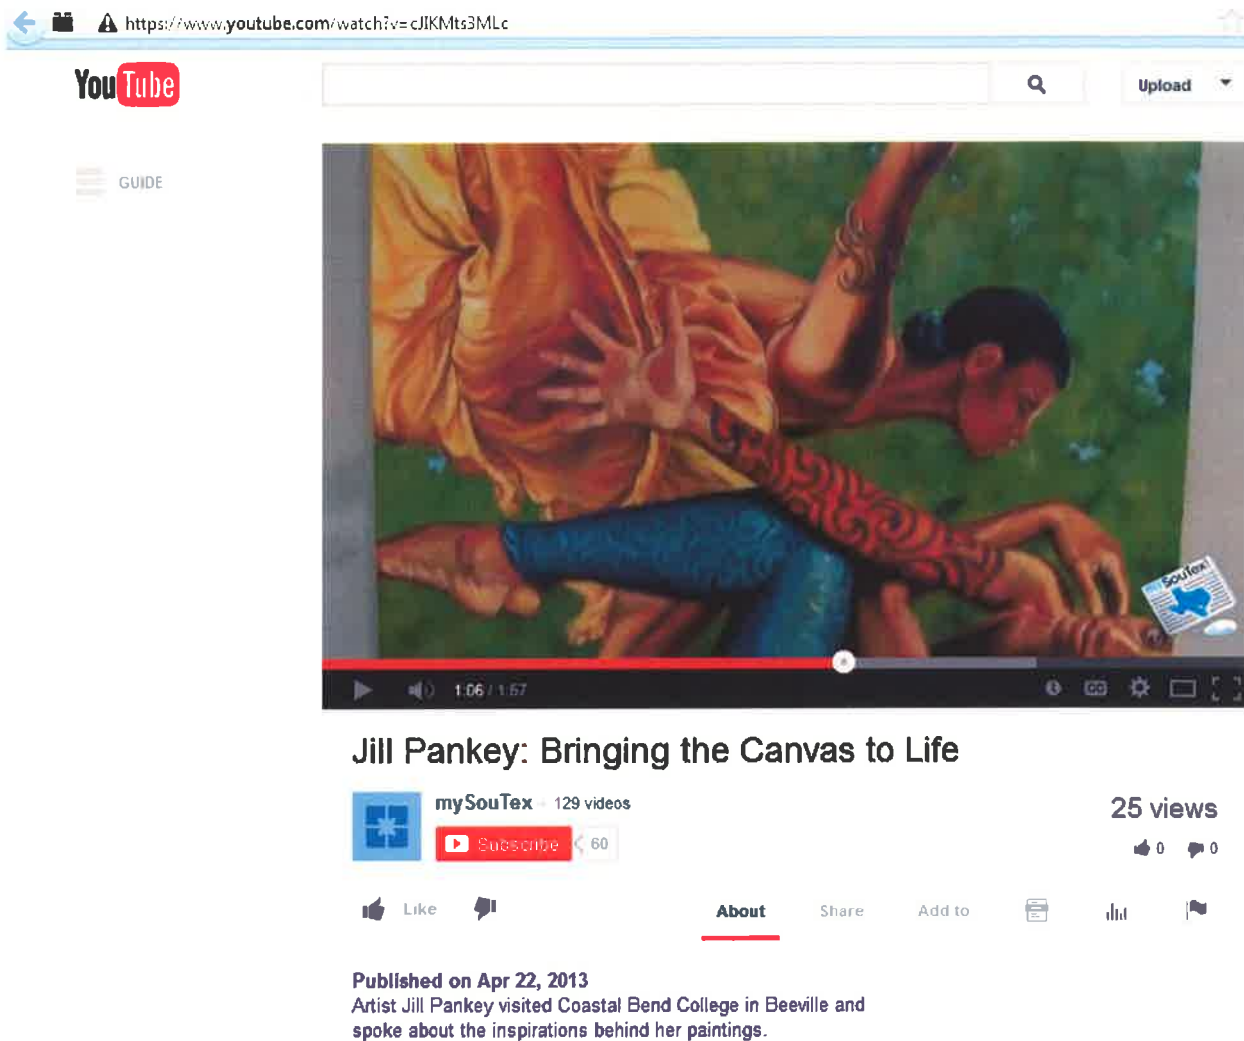 https://www.youtube.com/watch?v=cJIKMts3MLc
YouTube
Upload
GUIDE
mySouTex!
1:06 / 1:57
CC
Jill Pankey: Bringing the Canvas to Life
mySouTex 129 videos
25 views
Subscribe 60
0 0
Like
About Share Add to
Published on Apr 22, 2013
Artist Jill Pankey visited Coastal Bend College in Beeville and
spoke about the inspirations behind her paintings.